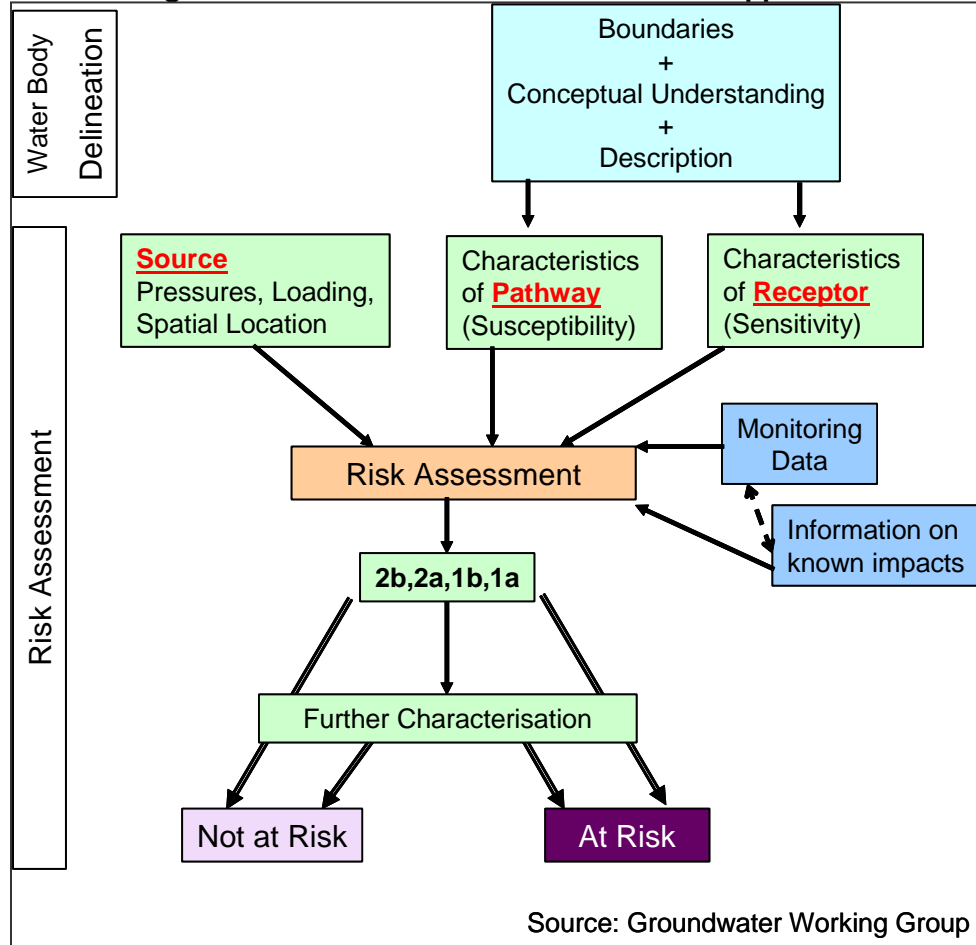 Water Body
Delineation
Boundaries
+
Conceptual Understanding
+
Description
Risk Assessment
Source
Pressures, Loading,
Spatial Location
Characteristics
of Pathway
(Susceptibility)
Characteristics
of Receptor
(Sensitivity)
Risk Assessment
Monitoring
Data
Information on
known impacts
2b,2a,1b,1a
Further Characterisation
Not at Risk
At Risk
Source: Groundwater Working Group